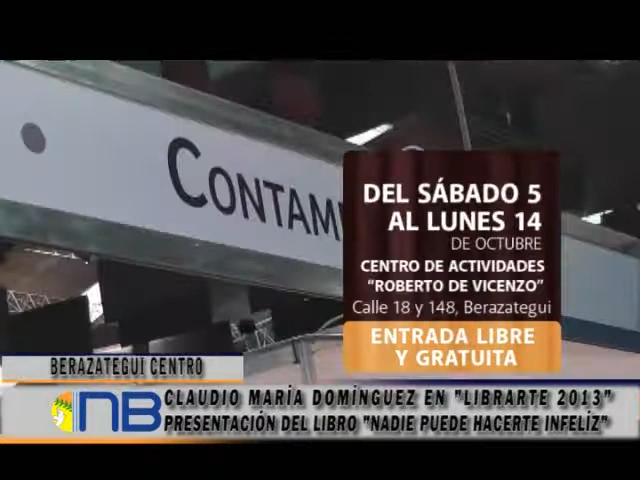 CONTAM
DEL SÁBADO 5
AL LUNES 14
DE OCTUBRE
CENTRO DE ACTIVIDADES
"ROBERTO DE VICENZO"
Calle 18 y 148, Berazategui
ENTRADA LIBRE
Y GRATUITA
BERAZATEGUI CENTRO
NB
CLAUDIO MARÍA DOMÍNGUEZ EN "LIBRARTE 2013"
PRESENTACIÓN DEL LIBRO "NADIE PUEDE HACERTE INFELÍZ"